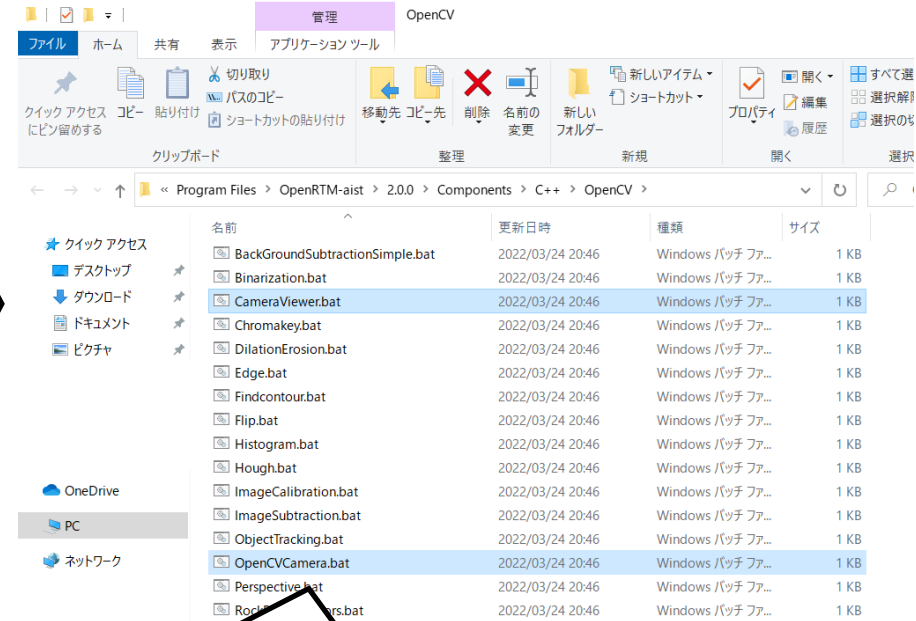 管理
OpenCV
ファイル ホーム 共有 表示 アプリケーション ツール
クイック アクセス
にピン留めする
コピー
貼り付け
切り取り
パスのコピー
ショートカットの貼り付け
クリップボード
移動先
コピー先
削除
名前の
変更
整理
新しい
フォルダー
新しいアイテム
ショートカット
新規
プロパティ
開く
編集
履歴
開く
すべて選
選択解
選択の
選択
« Program Files > OpenRTM-aist > 2.0.0 > Components > C++ > OpenCV >
クイック アクセス
デスクトップ
ダウンロード
ドキュメント
ピクチャ
OneDrive
PC
ネットワーク
名前 更新日時 種類 サイズ
BackGroundSubtractionSimple.bat 2022/03/24 20:46 Windows バッチ ファ... 1 KB
Binarization.bat 2022/03/24 20:46 Windows バッチ ファ... 1 KB
CameraViewer.bat 2022/03/24 20:46 Windows バッチ ファ... 1 KB
Chromakey.bat 2022/03/24 20:46 Windows バッチ ファ... 1 KB
DilationErosion.bat 2022/03/24 20:46 Windows バッチ ファ... 1 KB
Edge.bat 2022/03/24 20:46 Windows バッチ ファ... 1 KB
Findcontour.bat 2022/03/24 20:46 Windows バッチ ファ... 1 KB
Flip.bat 2022/03/24 20:46 Windows バッチ ファ... 1 KB
Histogram.bat 2022/03/24 20:46 Windows バッチ ファ... 1 KB
Hough.bat 2022/03/24 20:46 Windows バッチ ファ... 1 KB
ImageCalibration.bat 2022/03/24 20:46 Windows バッチ ファ... 1 KB
ImageSubtraction.bat 2022/03/24 20:46 Windows バッチ ファ... 1 KB
ObjectTracking.bat 2022/03/24 20:46 Windows バッチ ファ... 1 KB
OpenCVCamera.bat 2022/03/24 20:46 Windows バッチ ファ... 1 KB
Perspective.bat 2022/03/24 20:46 Windows バッチ ファ... 1 KB
2022/03/24 20:46 Windows バッチ ファ... 1 KB